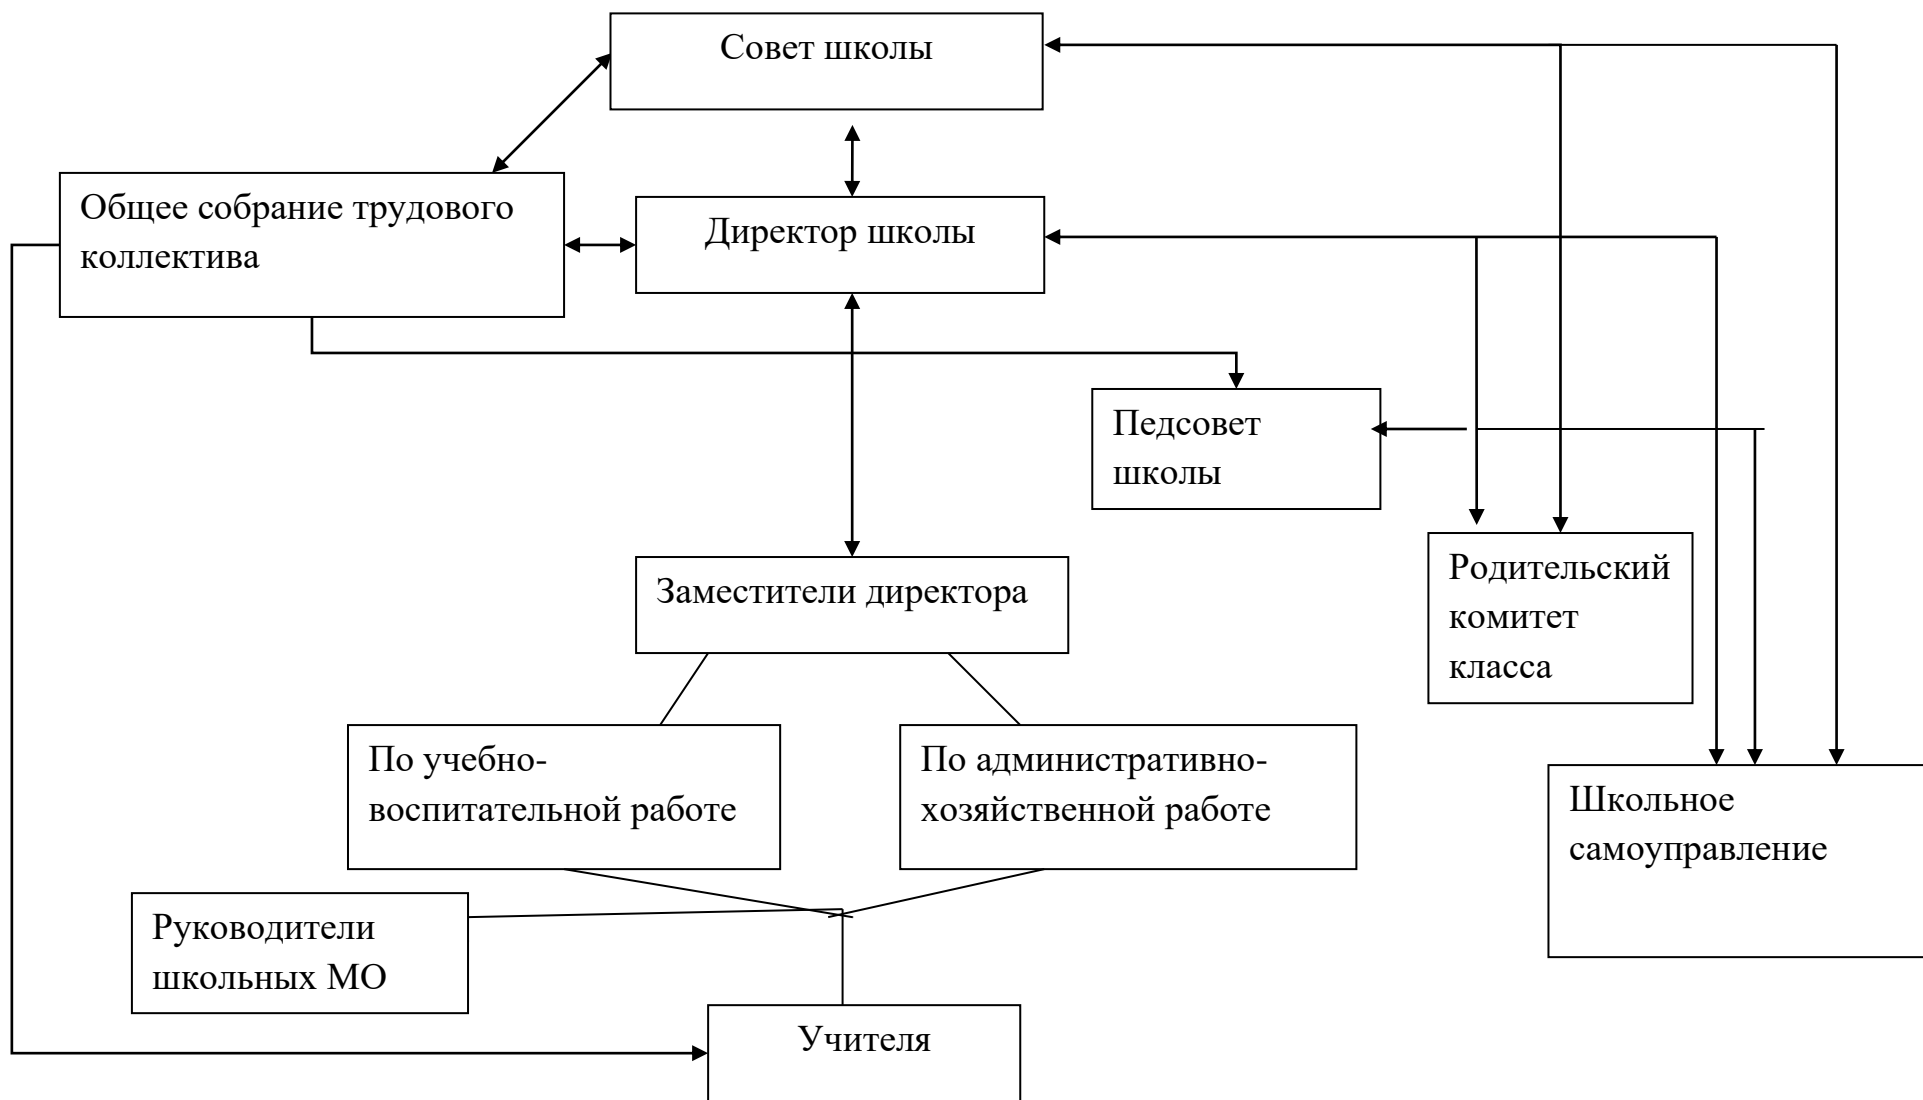 Совет школы
Общее собрание трудового
коллектива
Директор школы
Педсовет
школы
Заместители директора
Родительский
комитет
класса
По учебно-
воспитательной работе
По административно-
хозяйственной работе
Школьное
самоуправление
Руководители
школьных МО
Учителя